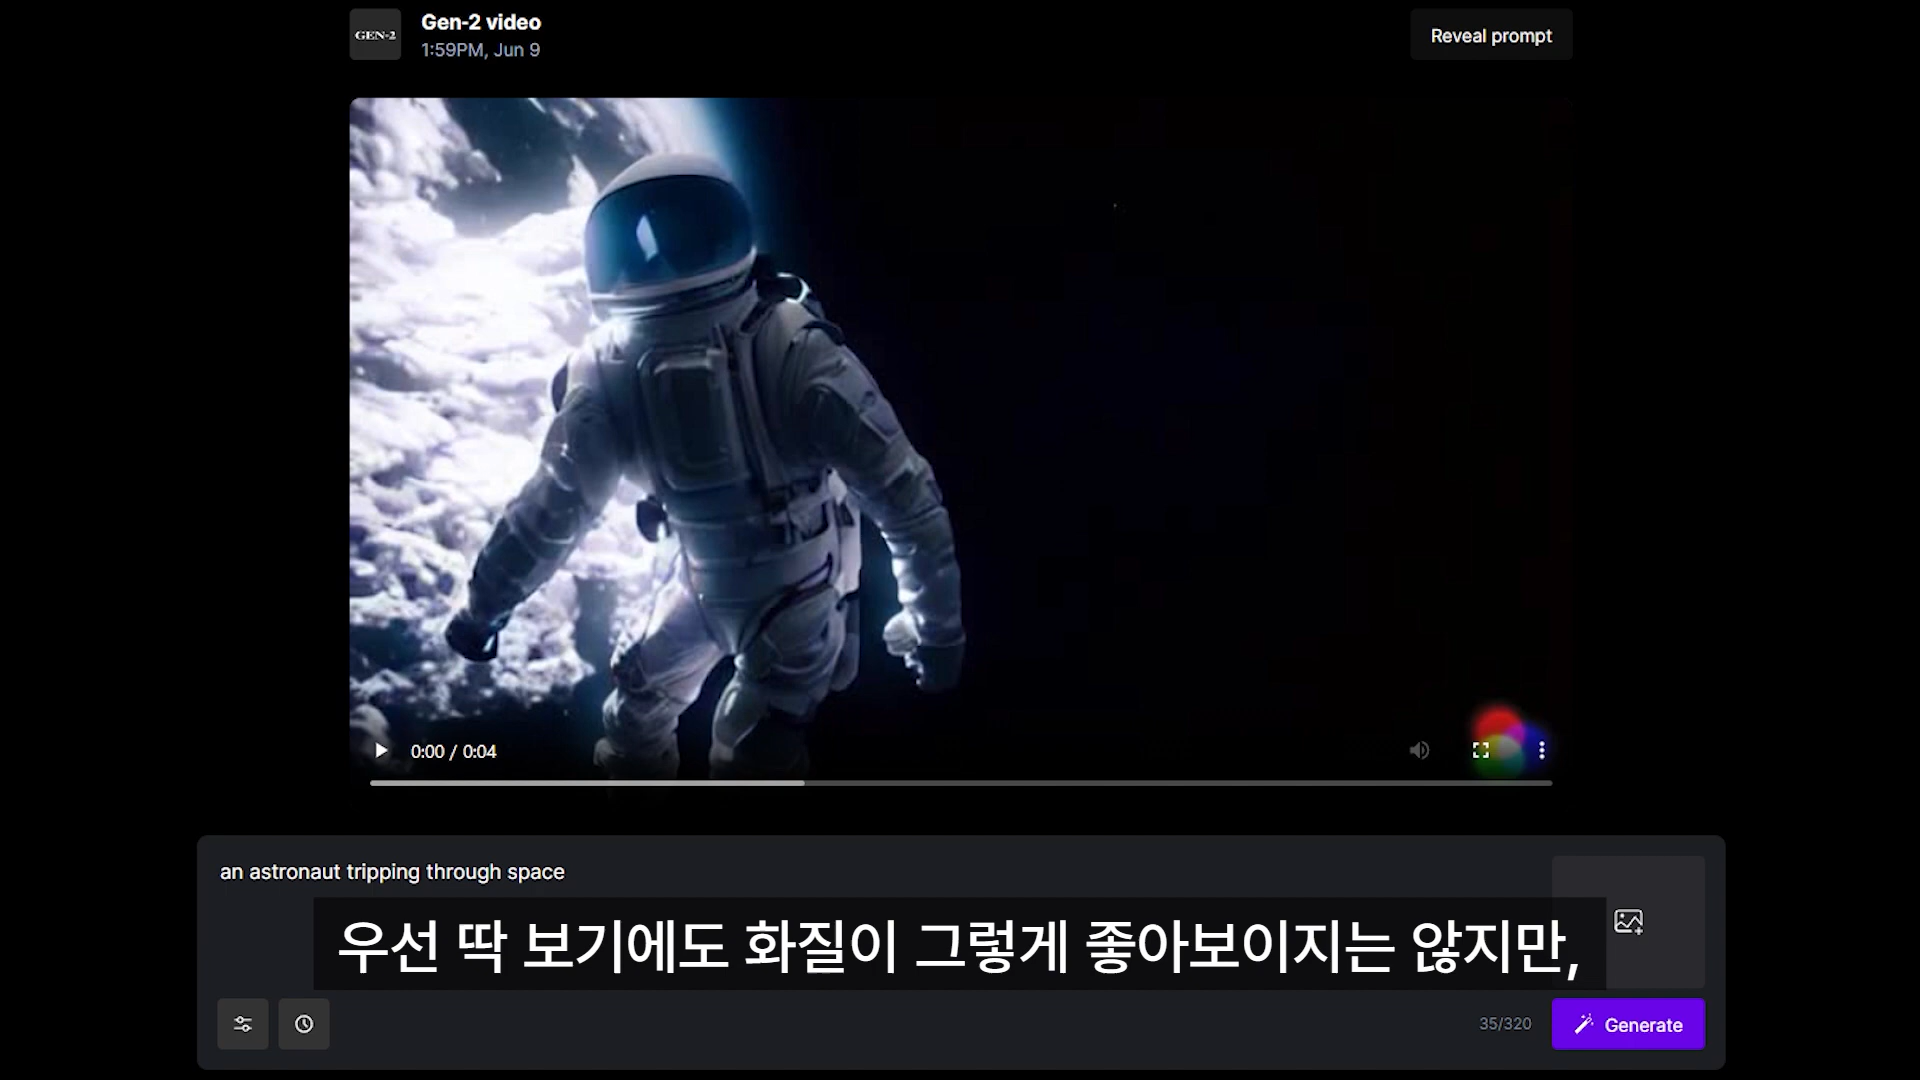 GEN-2
Gen-2 video
1:59PM, Jun 9
Reveal prompt
0:00 / 0:04
an astronaut tripping through space
우선 딱 보기에도 화질이 그렇게 좋아보이지는 않지만,
35/320
Generate